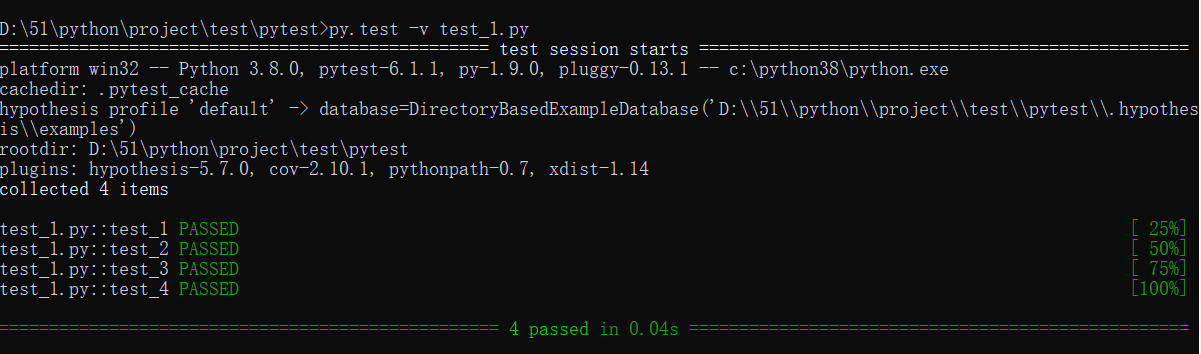 D:\51\python\project\test\pytest>py.test -v test_1.py
================================================= test session starts =================================================
platform win32 -- Python 3.8.0, pytest-6.1.1, py-1.9.0, pluggy-0.13.1 -- c:\python38\python.exe
cachedir: .pytest_cache
hypothesis profile 'default' -> database=DirectoryBasedExampleDatabase('D:\\51\\python\\project\\test\\pytest\\.hypothes
is\\examples')
rootdir: D:\51\python\project\test\pytest
plugins: hypothesis-5.7.0, cov-2.10.1, pythonpath-0.7, xdist-1.14
collected 4 items
test_1.py::test_1 PASSED [ 25%]
test_1.py::test_2 PASSED [ 50%]
test_1.py::test_3 PASSED [ 75%]
test_1.py::test_4 PASSED [100%]
================================================== 4 passed in 0.04s ==================================================